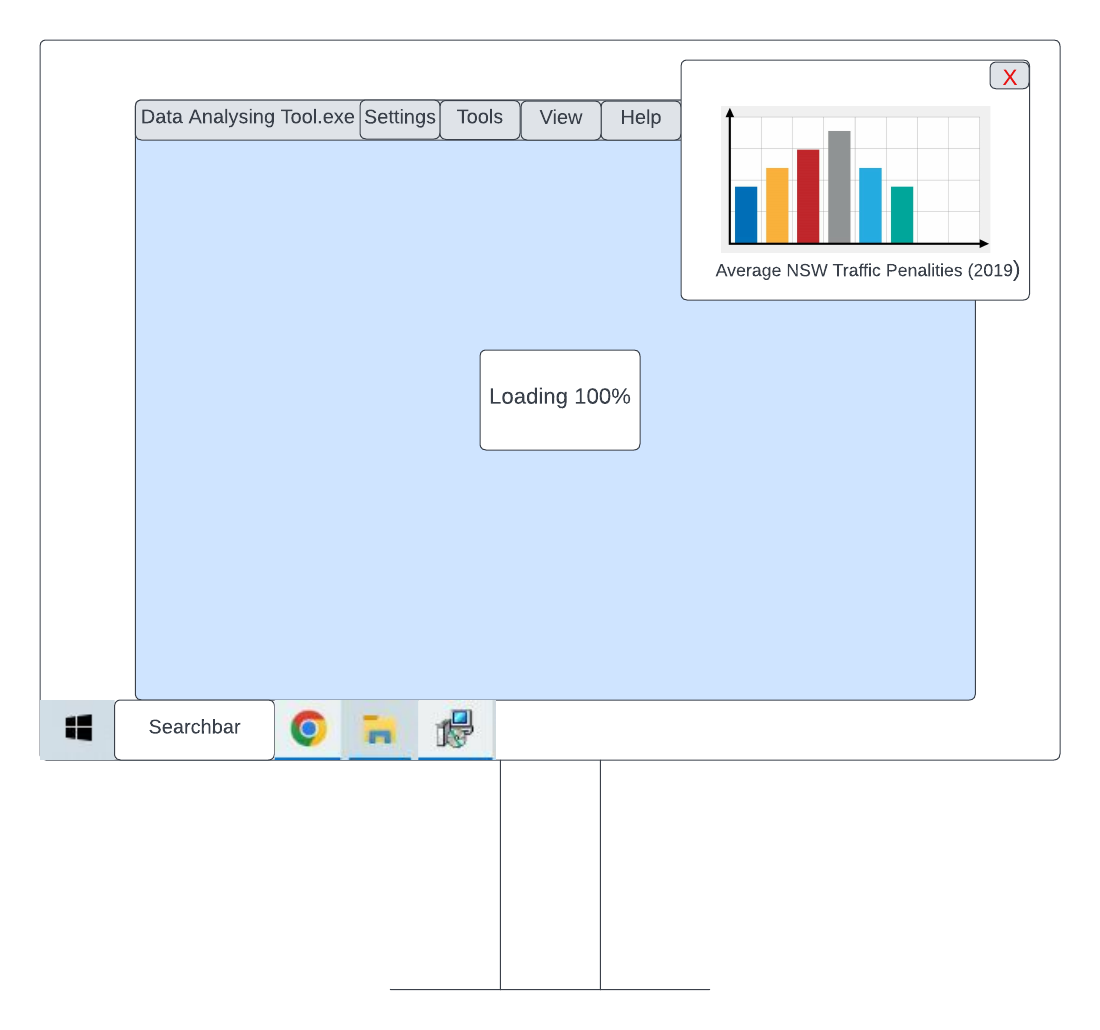 X
Data Analysing Tool.exe Settings Tools View Help
Average NSW Traffic Penalities (2019)
Loading 100%
Searchbar